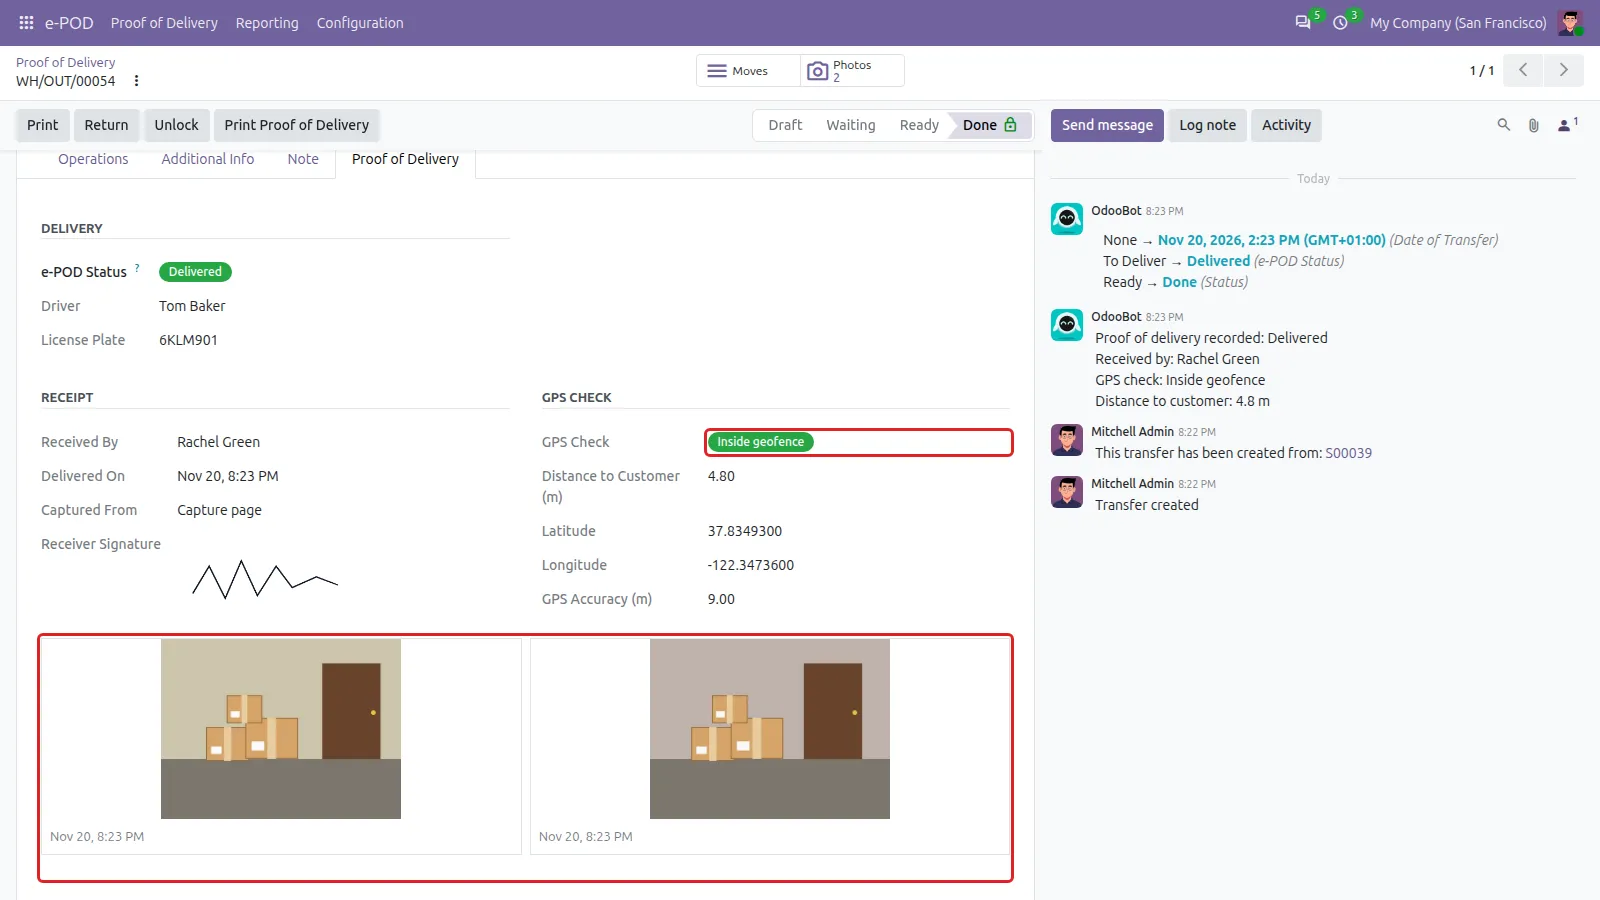 e-POD Proof of Delivery Reporting Configuration 5 3 My Company (San Francisco)
Proof of Delivery
WH/OUT/00054
Moves
Photos
2
1 / 1
Print Return Unlock Print Proof of Delivery
Draft Waiting Ready Done
Send message Log note Activity 1
Operations Additional Info Note Proof of Delivery
DELIVERY
e-POD Status ? Delivered
Driver Tom Baker
License Plate 6KLM901
RECEIPT
Received By Rachel Green
Delivered On Nov 20, 8:23 PM
Captured From Capture page
Receiver Signature
GPS CHECK
GPS Check Inside geofence
Distance to Customer 4.80
(m)
Latitude 37.8349300
Longitude -122.3473600
GPS Accuracy (m) 9.00
Nov 20, 8:23 PM
Nov 20, 8:23 PM
Today
OdooBot 8:23 PM
None → Nov 20, 2026, 2:23 PM (GMT+01:00) (Date of Transfer)
To Deliver → Delivered (e-POD Status)
Ready → Done (Status)
OdooBot 8:23 PM
Proof of delivery recorded: Delivered
Received by: Rachel Green
GPS check: Inside geofence
Distance to customer: 4.8 m
Mitchell Admin 8:22 PM
This transfer has been created from: S00039
Mitchell Admin 8:22 PM
Transfer created